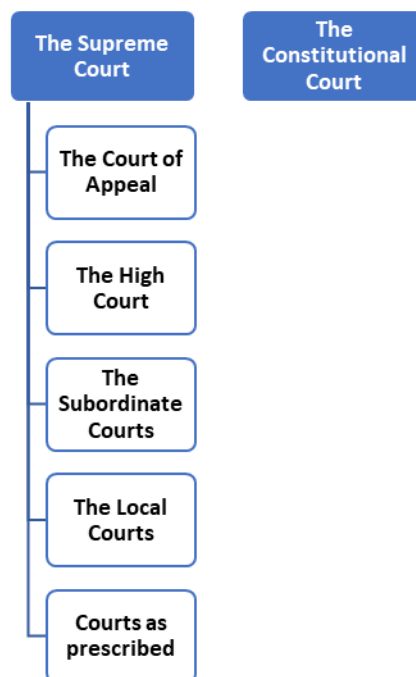 The Supreme
Court
The
Constitutional
Court
The Court of
Appeal
The High
Court
The
Subordinate
Courts
The Local
Courts
Courts as
prescribed